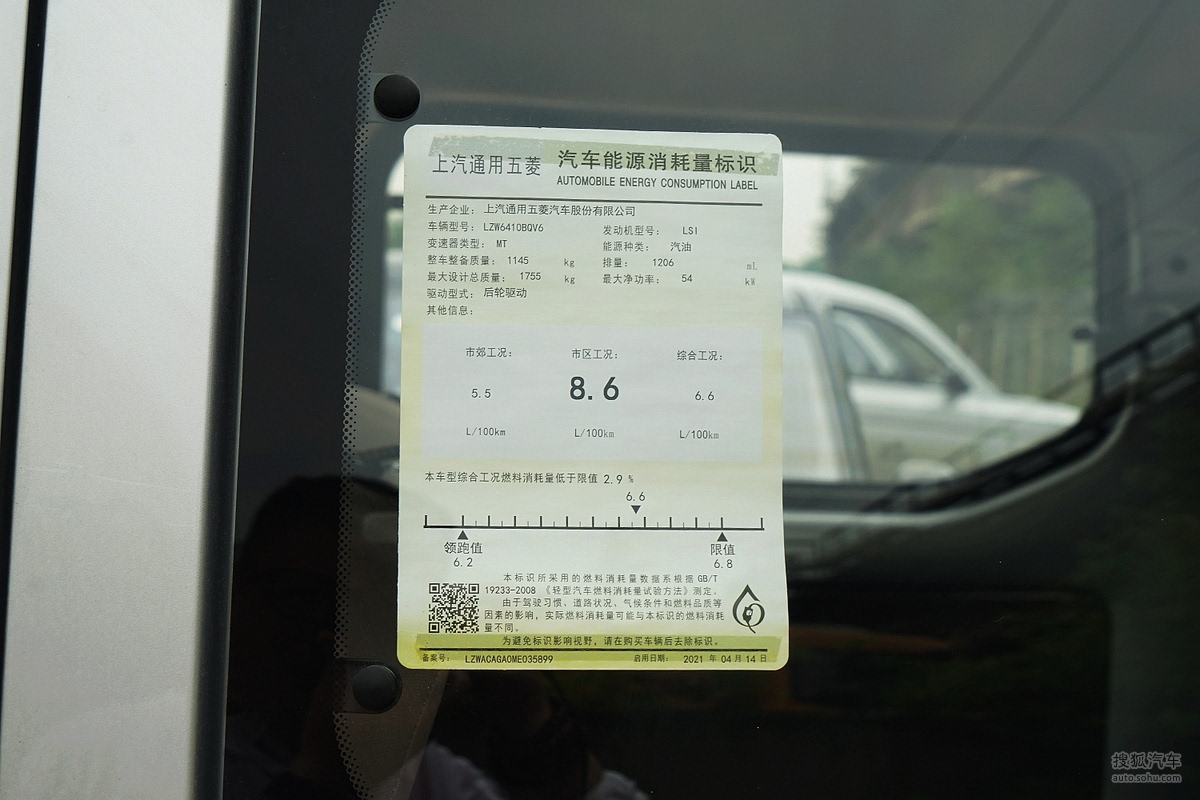 上汽通用五菱 汽车能源消耗量标识
AUTOMOBILE ENERGY CONSUMPTION LABEL
生产企业： 上汽通用五菱汽车股份有限公司
车辆型号： LZW6410BQV6 发动机型号： LSI
变速器类型： MT 能源种类： 汽油
整车整备质量： 1145 kg 排量： 1206 mL
最大设计总质量： 1755 kg 最大净功率： 54 kW
驱动型式： 后轮驱动
其他信息：
市郊工况： 市区工况： 综合工况：
5.5 8.6 6.6
L/100km L/100km L/100km
本车型综合工况燃料消耗量低于限值 2.9 %
6.6
领跑值 限值
6.2 6.8
本标识所采用的燃料消耗量数据系根据 GB/T
19233-2008 《轻型汽车燃料消耗量试验方法》测定。
由于驾驶习惯、道路状况、气候条件和燃料品质等
因素的影响，实际燃料消耗量可能与本标识的燃料消耗
量不同。
为避免标识影响视野，请在购买车辆后去除标识。
备案号： LZWACAGA0ME035899 启用日期： 2021 年 04 月 14 日
搜狐汽车
auto.sohu.com